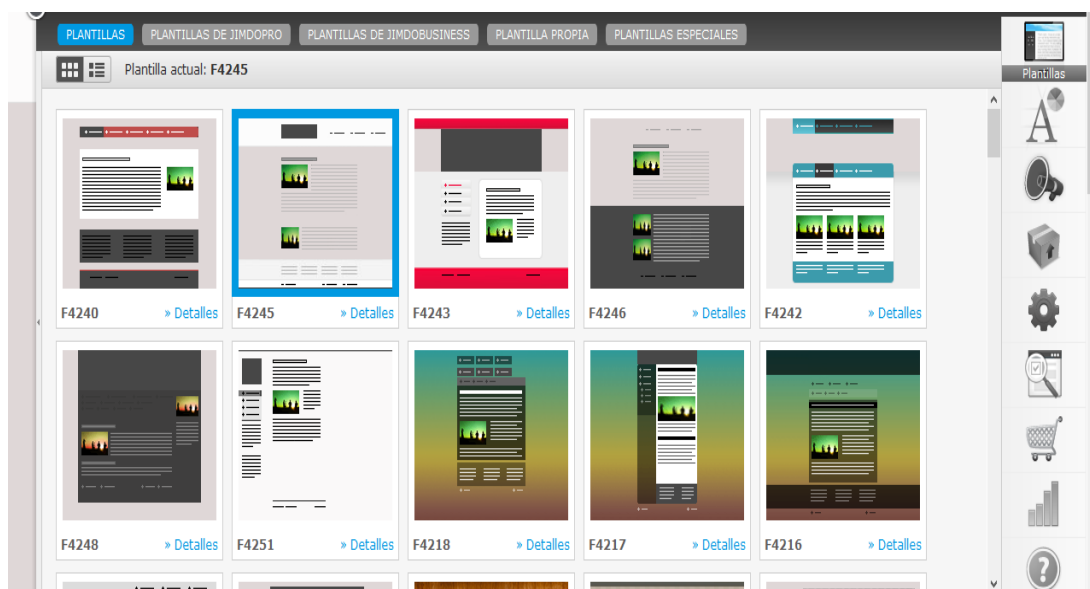 PLANTILLAS PLANTILLAS DE JIMDOPRO PLANTILLAS DE JIMDOBUSINESS PLANTILLA PROPIA PLANTILLAS ESPECIALES
Plantilla actual: F4245
Plantillas
F4240 » Detalles F4245 » Detalles F4243 » Detalles F4246 » Detalles F4242 » Detalles
F4248 » Detalles F4251 » Detalles F4218 » Detalles F4217 » Detalles F4216 » Detalles